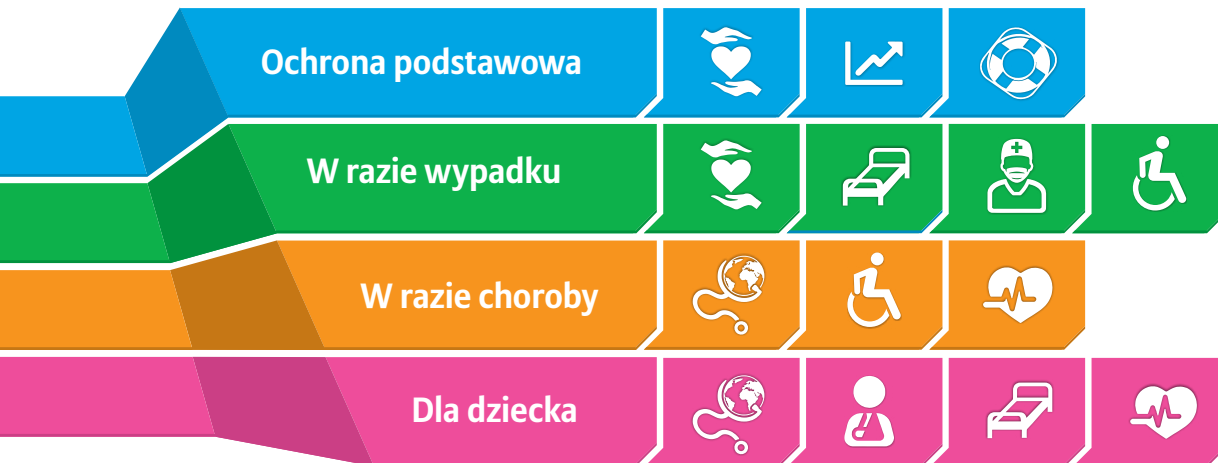 Ochrona podstawowa
W razie wypadku
W razie choroby
Dla dziecka